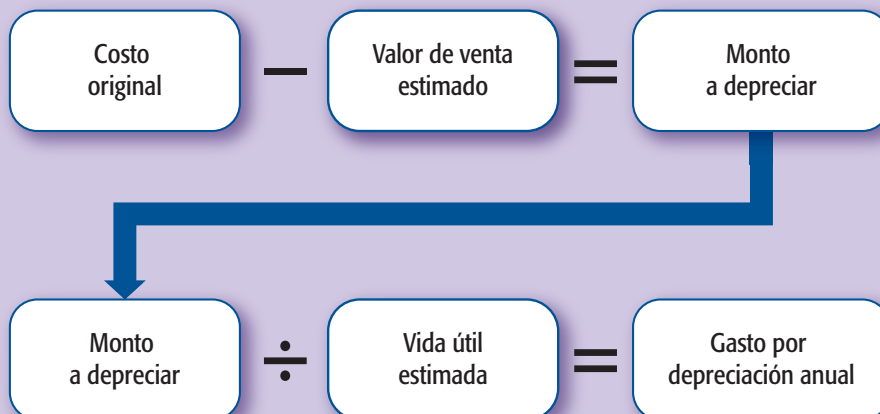 Costo
original
—
Valor de venta
estimado
=
Monto
a depreciar
Monto
a depreciar
÷
Vida útil
estimada
=
Gasto por
depreciación anual